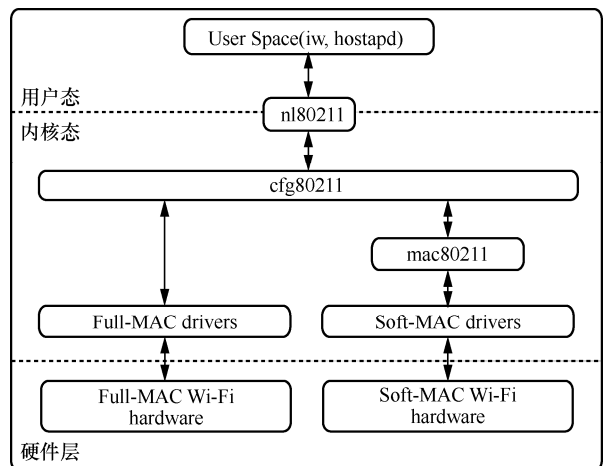 User Space(iw, hostapd)
用户态
nl80211
内核态
cfg80211
mac80211
Full-MAC drivers
Soft-MAC drivers
Full-MAC Wi-Fi
hardware
Soft-MAC Wi-Fi
hardware
硬件层